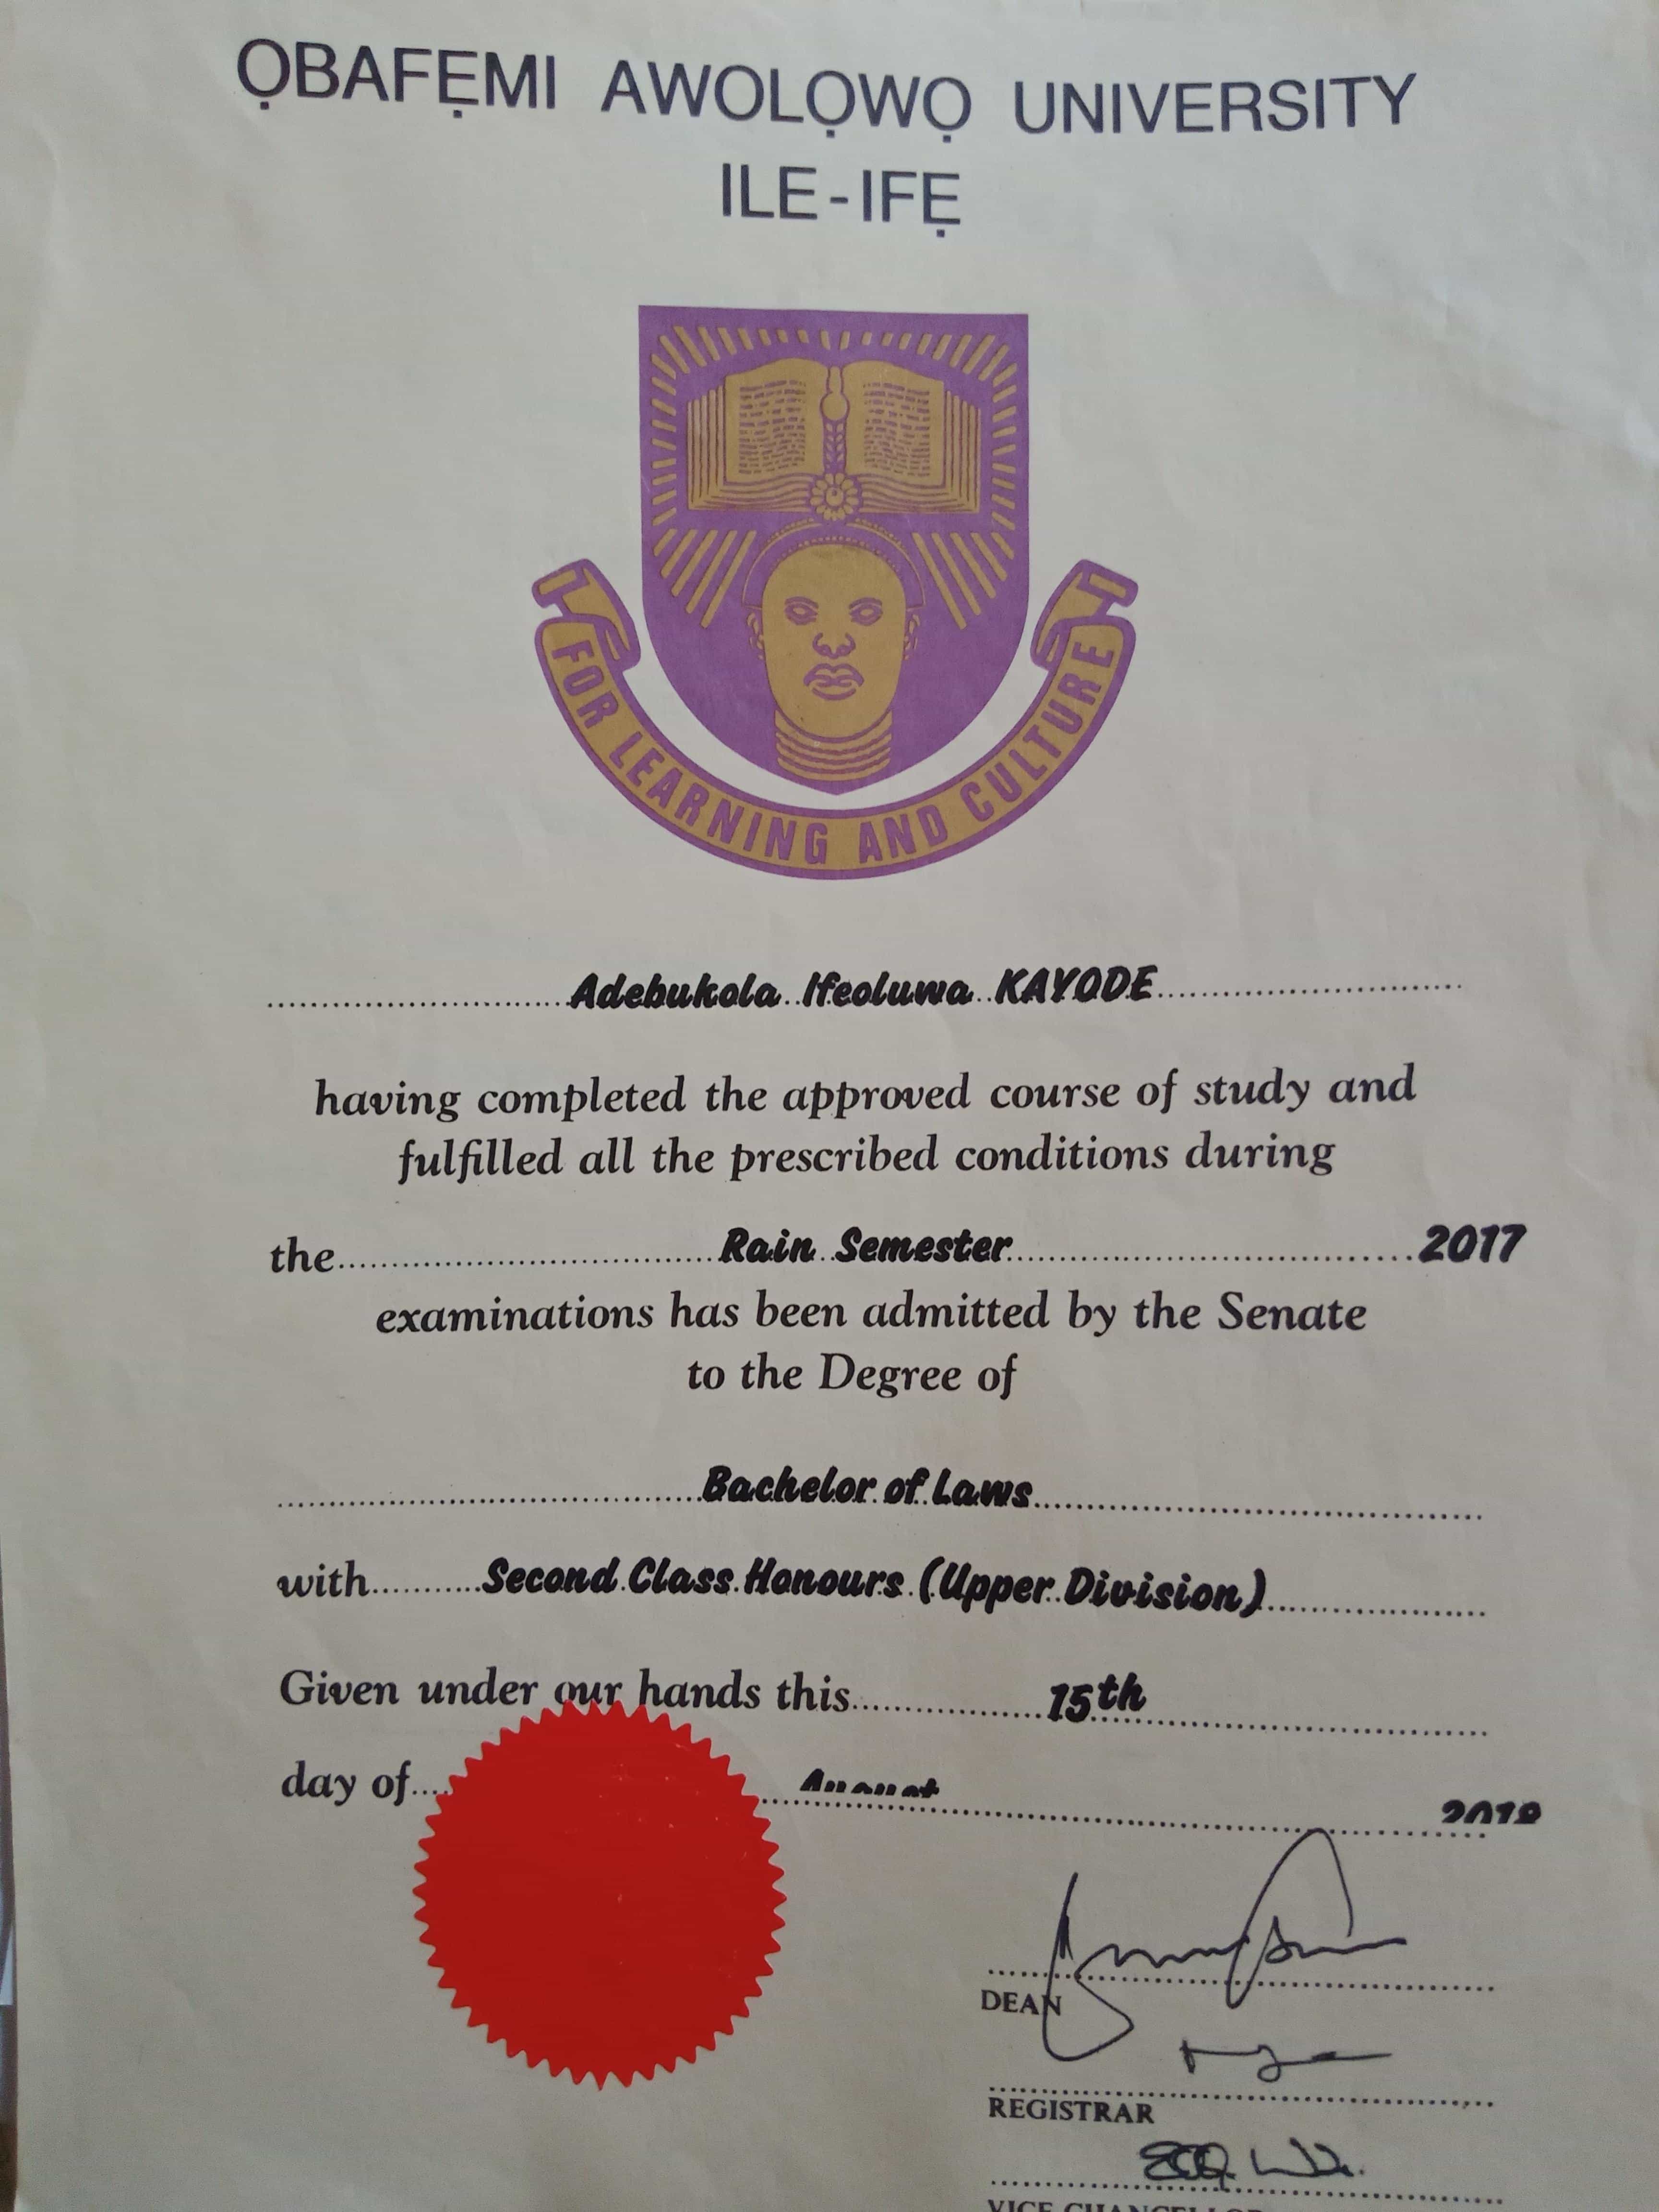 ỌBAFẸMI AWOLỌWỌ UNIVERSITY
ILE-IFẸ
FOR LEARNING AND CULTURE
Adebukola Ifeoluwa KAYODE
having completed the approved course of study and
fulfilled all the prescribed conditions during
the Rain Semester 2017
examinations has been admitted by the Senate
to the Degree of
Bachelor of Laws
with Second Class Honours (Upper Division)
Given under our hands this 15th
day of August
DEAN
REGISTRAR
VICE-CHANCELLOR